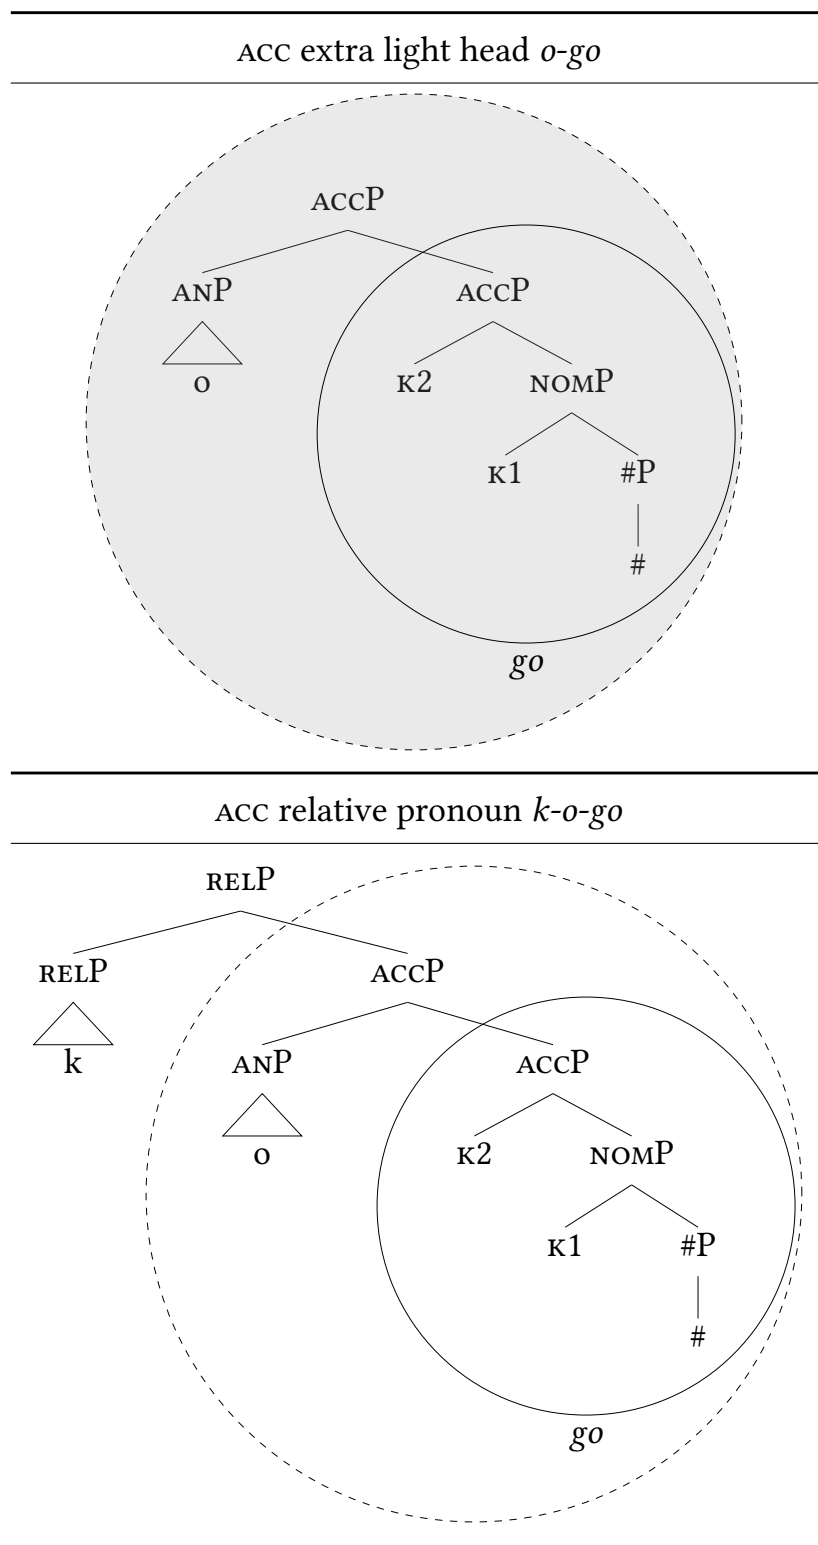 ACC extra light head o-go
ACCP
ANP ACCP
o K2 NOMP
K1 #P
#
go
ACC relative pronoun k-o-go
RELP
RELP ACCP
k ANP ACCP
o K2 NOMP
K1 #P
#
go